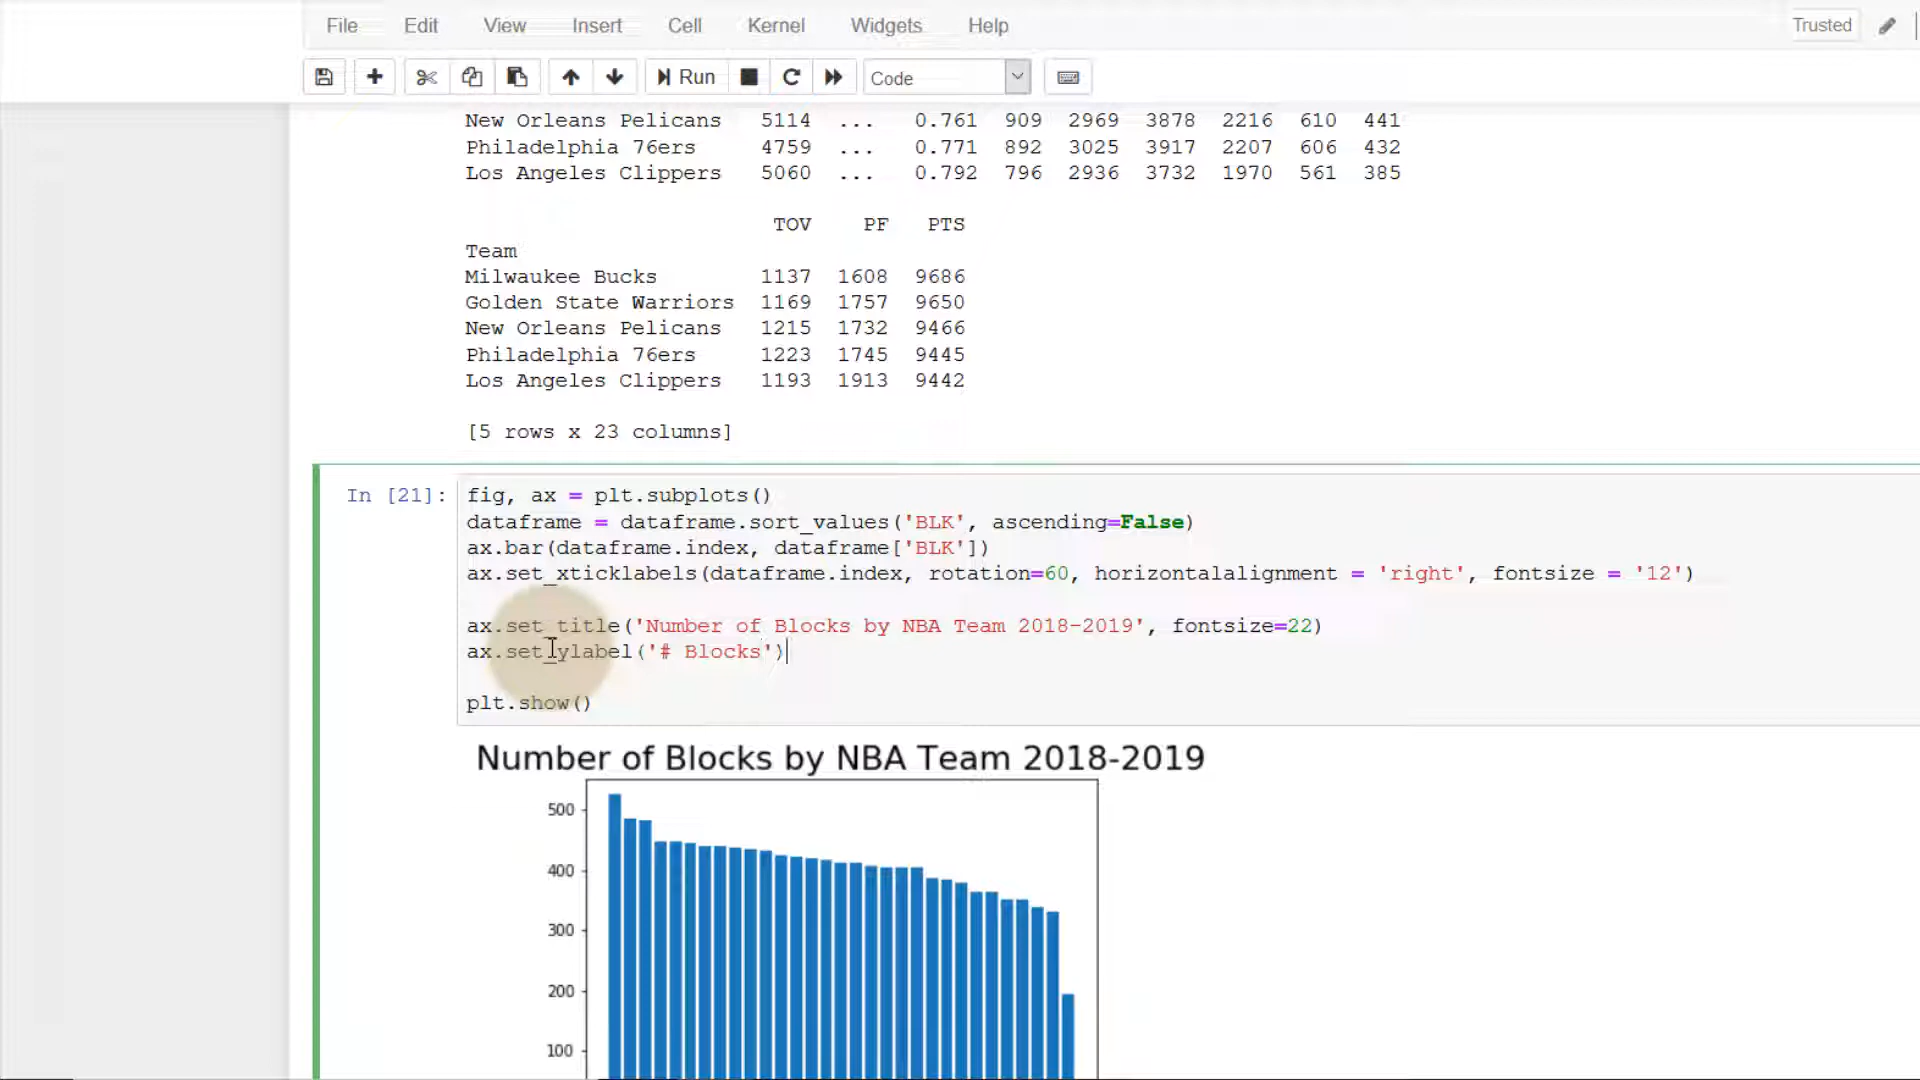 File Edit View Insert Cell Kernel Widgets Help Trusted
Run Code
New Orleans Pelicans 5114 ... 0.761 909 2969 3878 2216 610 441
Philadelphia 76ers 4759 ... 0.771 892 3025 3917 2207 606 432
Los Angeles Clippers 5060 ... 0.792 796 2936 3732 1970 561 385
TOV PF PTS
Team
Milwaukee Bucks 1137 1608 9686
Golden State Warriors 1169 1757 9650
New Orleans Pelicans 1215 1732 9466
Philadelphia 76ers 1223 1745 9445
Los Angeles Clippers 1193 1913 9442
[5 rows x 23 columns]
In [21]: fig, ax = plt.subplots()
dataframe = dataframe.sort_values('BLK', ascending=False)
ax.bar(dataframe.index, dataframe['BLK'])
ax.set_xticklabels(dataframe.index, rotation=60, horizontalalignment = 'right', fontsize = '12')
ax.set_title('Number of Blocks by NBA Team 2018-2019', fontsize=22)
ax.set_ylabel('# Blocks')
plt.show()
Number of Blocks by NBA Team 2018-2019
500
400
300
200
100